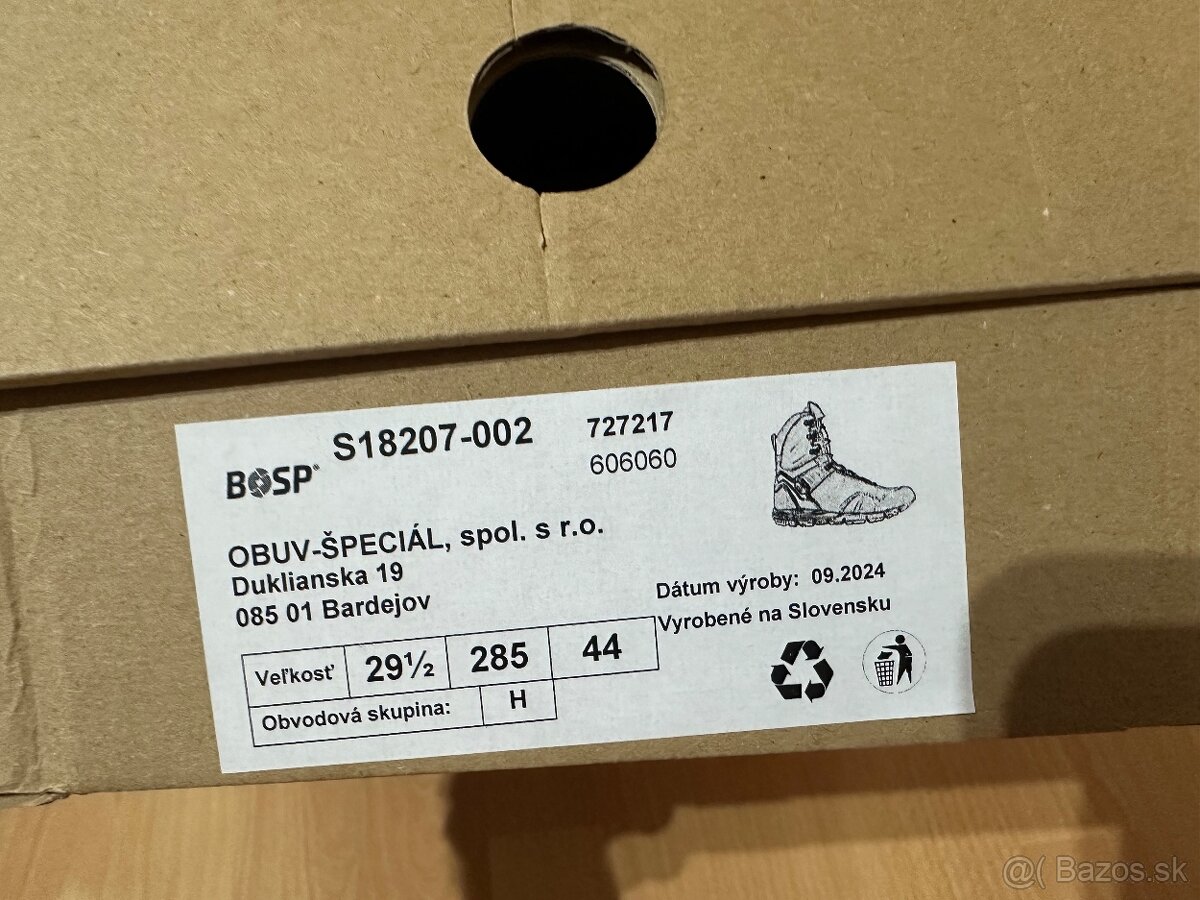 BOSP®
S18207-002
727217
606060
OBUV-ŠPECIÁL, spol. s r.o.
Duklianska 19
085 01 Bardejov
Dátum výroby: 09.2024
Vyrobené na Slovensku
Veľkosť 29½ 285 44
Obvodová skupina: H
@( Bazos.sk